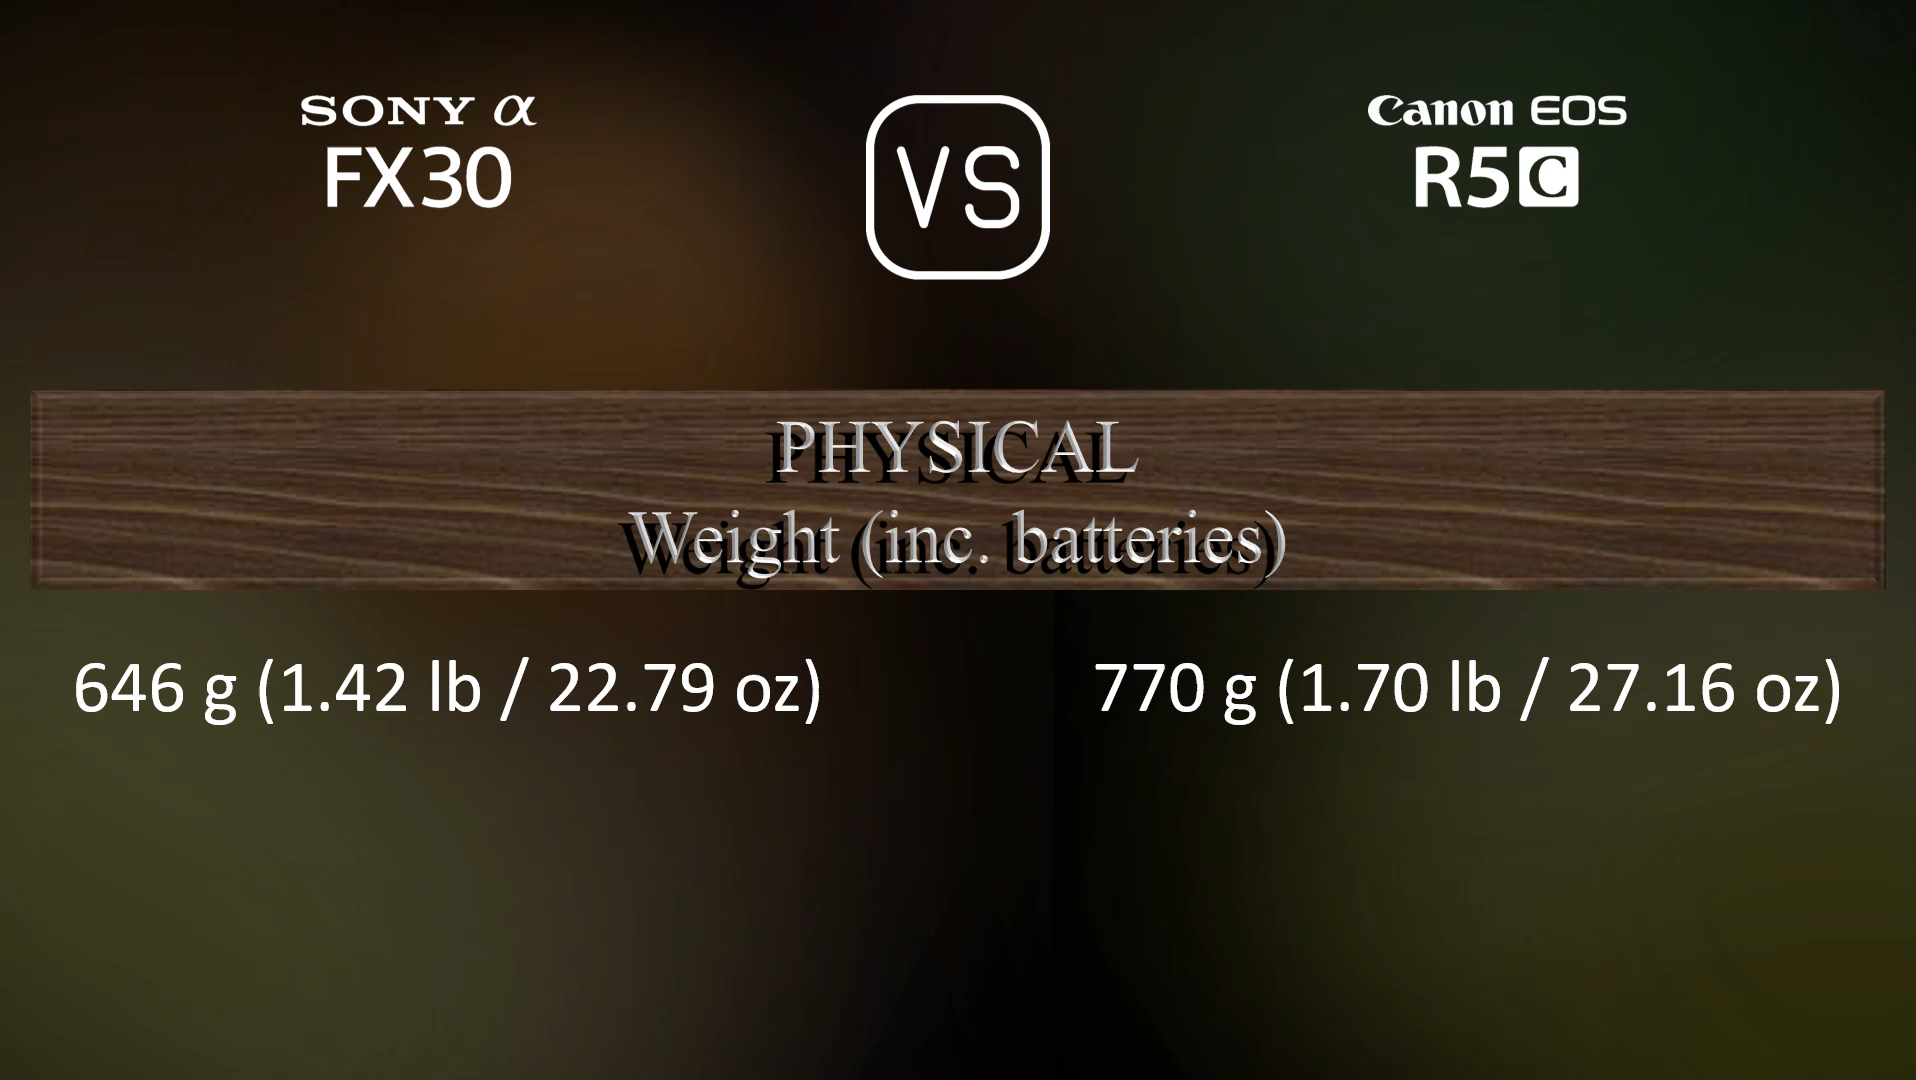 SONY α
FX30
VS
Canon EOS
R5 C
PHYSICAL
Weight (inc. batteries)
646 g (1.42 lb / 22.79 oz)
770 g (1.70 lb / 27.16 oz)